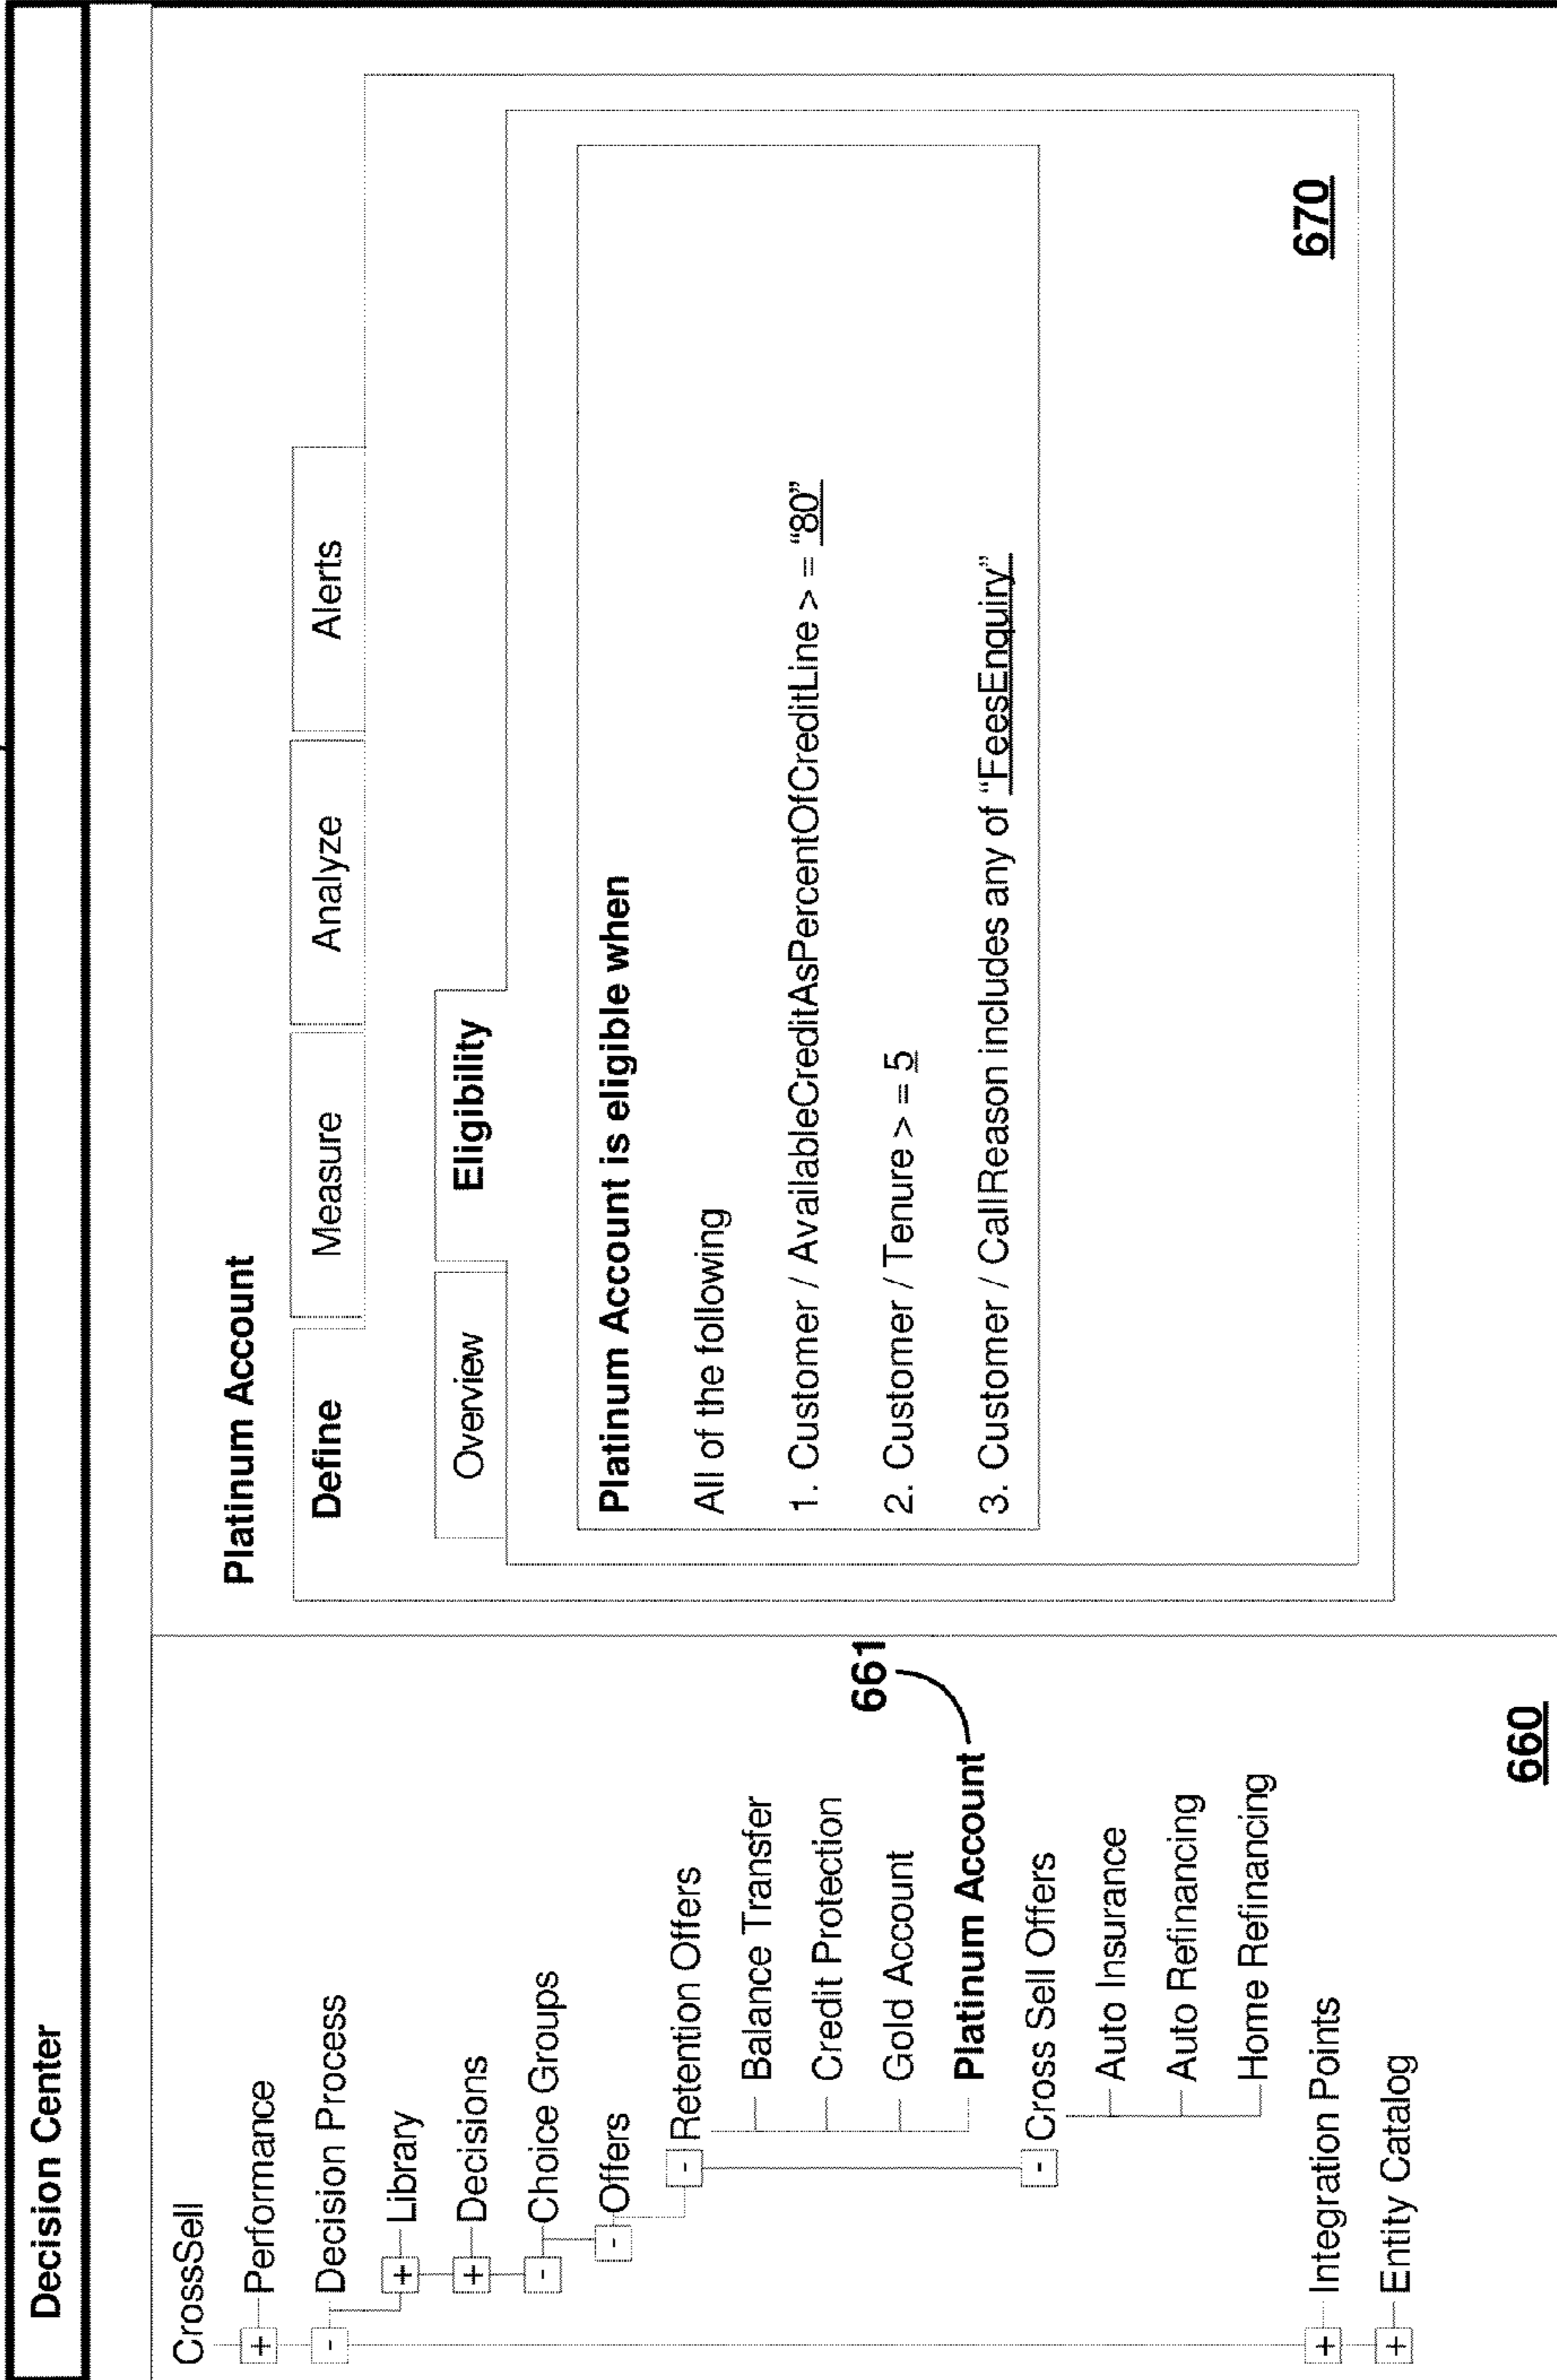 Decision Center
CrossSell
+ Performance
- Decision Process
+ Library
+ Decisions
- Choice Groups
- Offers
- Retention Offers
Balance Transfer
Credit Protection
Gold Account
Platinum Account
661
- Cross Sell Offers
Auto Insurance
Auto Refinancing
Home Refinancing
+ Integration Points
+ Entity Catalog
660
Platinum Account
Define Measure Analyze Alerts
Overview Eligibility
Platinum Account is eligible when
All of the following
1. Customer / AvailableCreditAsPercentOfCreditLine > = “80”
2. Customer / Tenure > = 5
3. Customer / CallReason includes any of “FeesEnquiry”
670